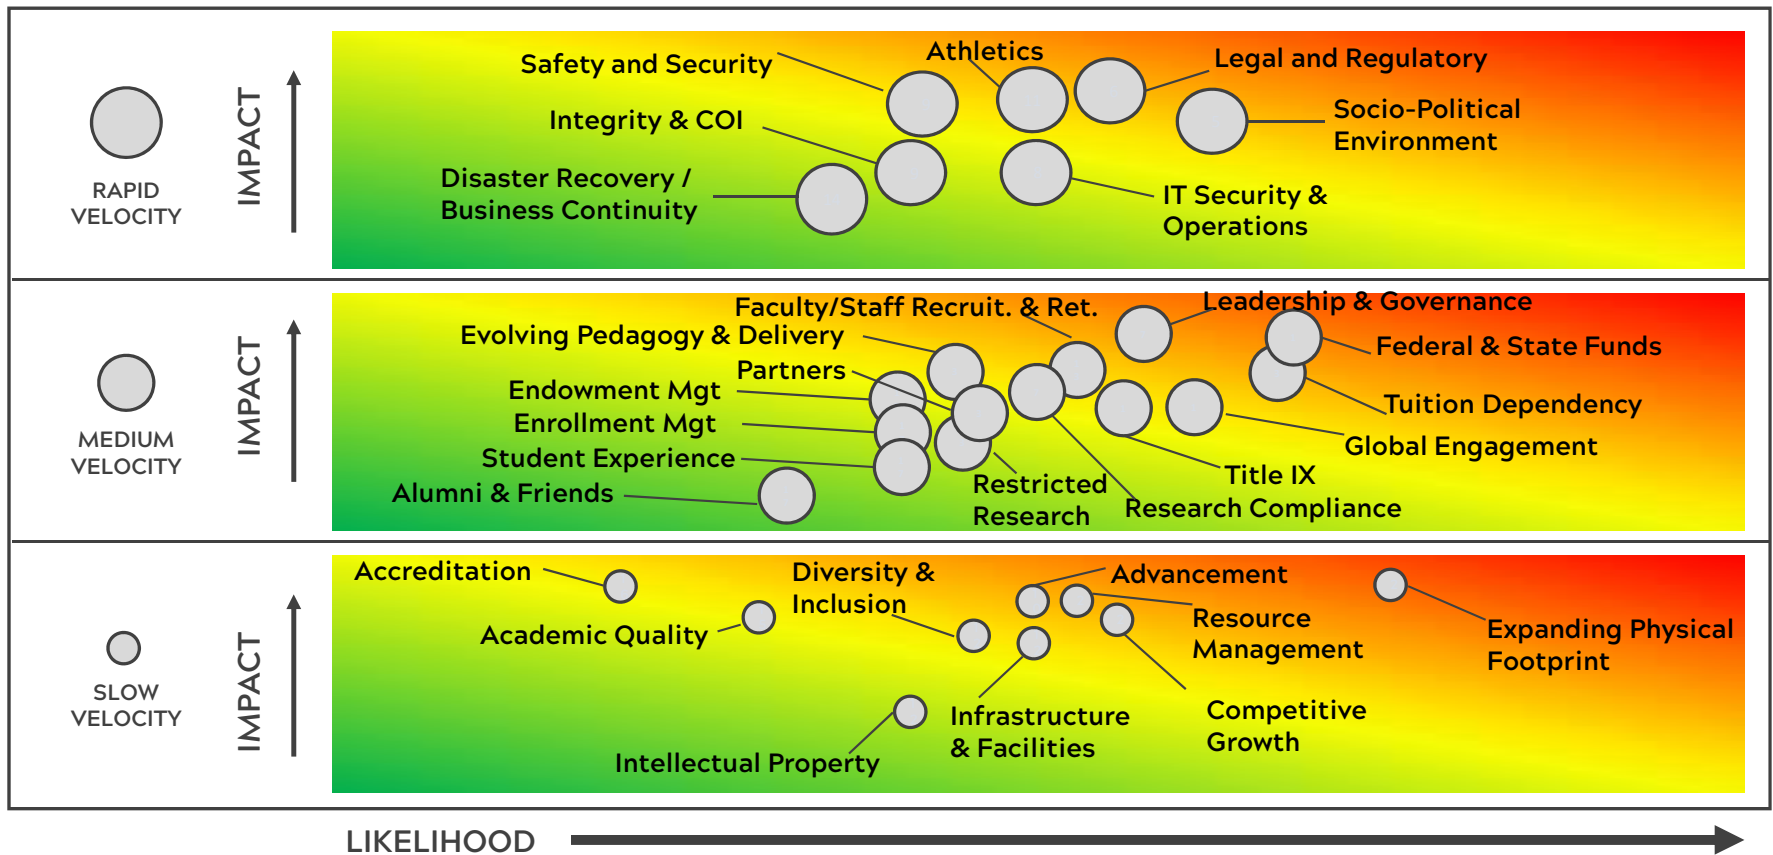 RAPID
VELOCITY
IMPACT
Safety and Security
Athletics
Legal and Regulatory
Integrity & COI
Socio-Political
Environment
Disaster Recovery /
Business Continuity
IT Security &
Operations
MEDIUM
VELOCITY
IMPACT
Faculty/Staff Recruit. & Ret.
Leadership & Governance
Evolving Pedagogy & Delivery
Federal & State Funds
Partners
Endowment Mgt
Tuition Dependency
Enrollment Mgt
Global Engagement
Student Experience
Title IX
Alumni & Friends
Restricted
Research
Research Compliance
SLOW
VELOCITY
IMPACT
Accreditation
Diversity &
Inclusion
Advancement
Academic Quality
Resource
Management
Expanding Physical
Footprint
Infrastructure
& Facilities
Competitive
Growth
Intellectual Property
LIKELIHOOD